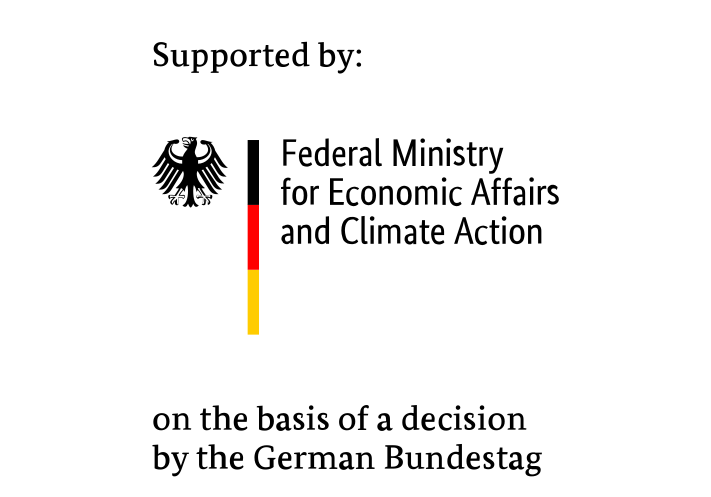 Supported by:
Federal Ministry
for Economic Affairs
and Climate Action
on the basis of a decision
by the German Bundestag